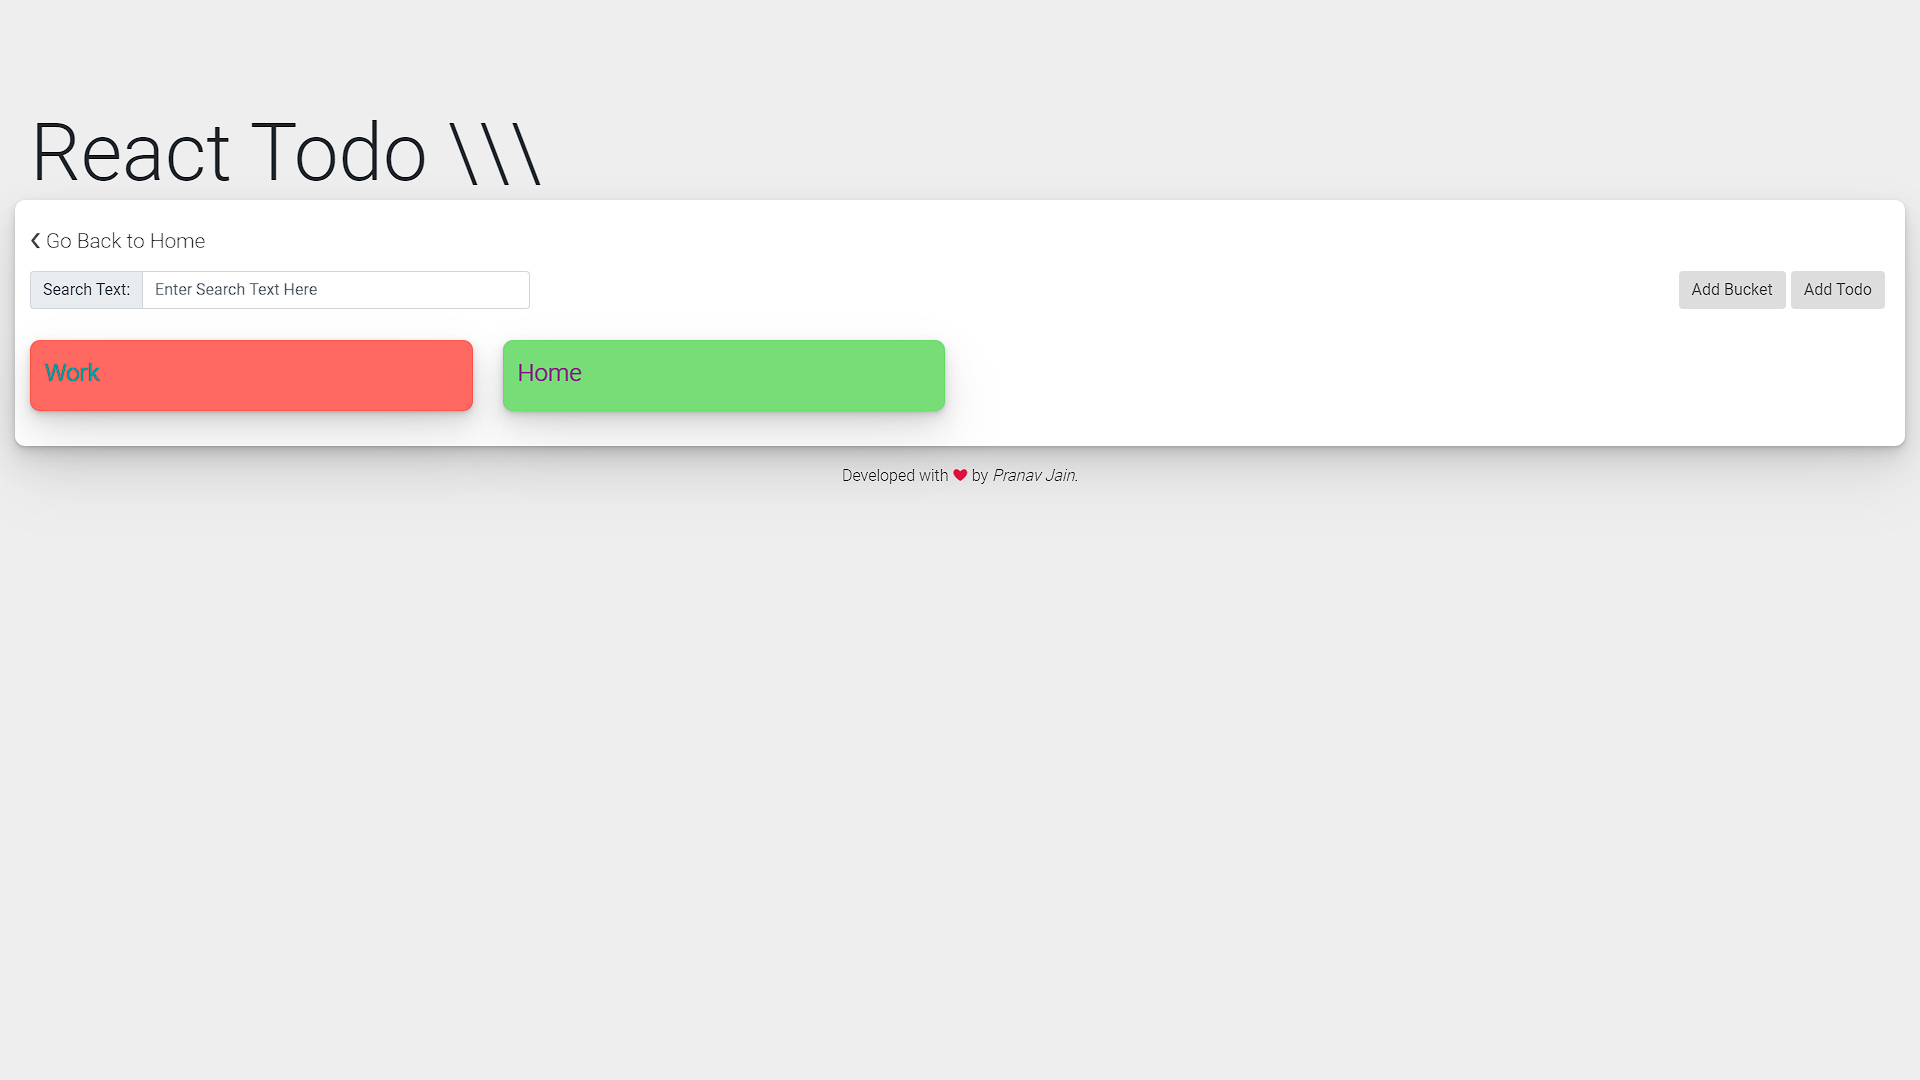 React Todo \\\
‹ Go Back to Home
Search Text: Enter Search Text Here Add Bucket Add Todo
Work Home
Developed with ❤ by Pranav Jain.